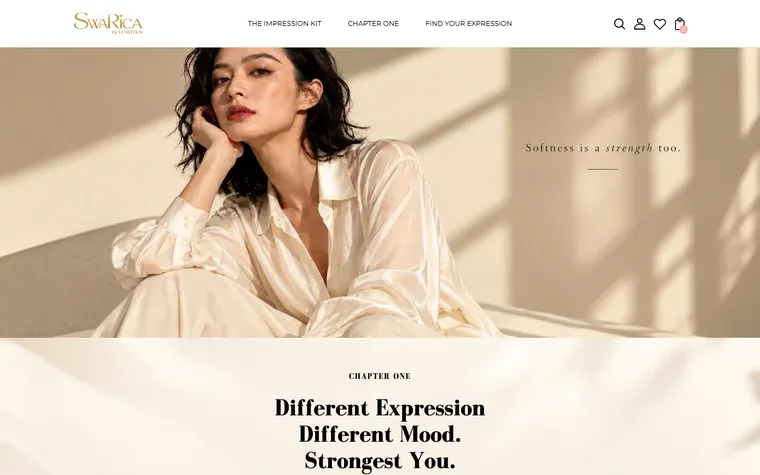 SWARICA
THE IMPRESSION KIT
CHAPTER ONE
FIND YOUR EXPRESSION
0
Softness is a strength too.
CHAPTER ONE
Different Expression
Different Mood.
Strongest You.